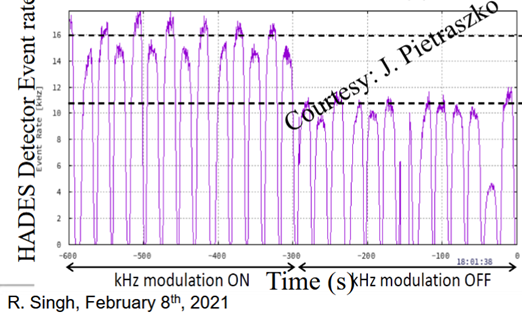 HADES Detector Event rate
Event Rate [kHz]
16
14
12
10
8
6
4
2
0
Courtesy: J. Pietraszko
-600
-500
-400
-300
-200
-100
0
18:01:38
kHz modulation ON
Time (s)
kHz modulation OFF
R. Singh, February 8th, 2021